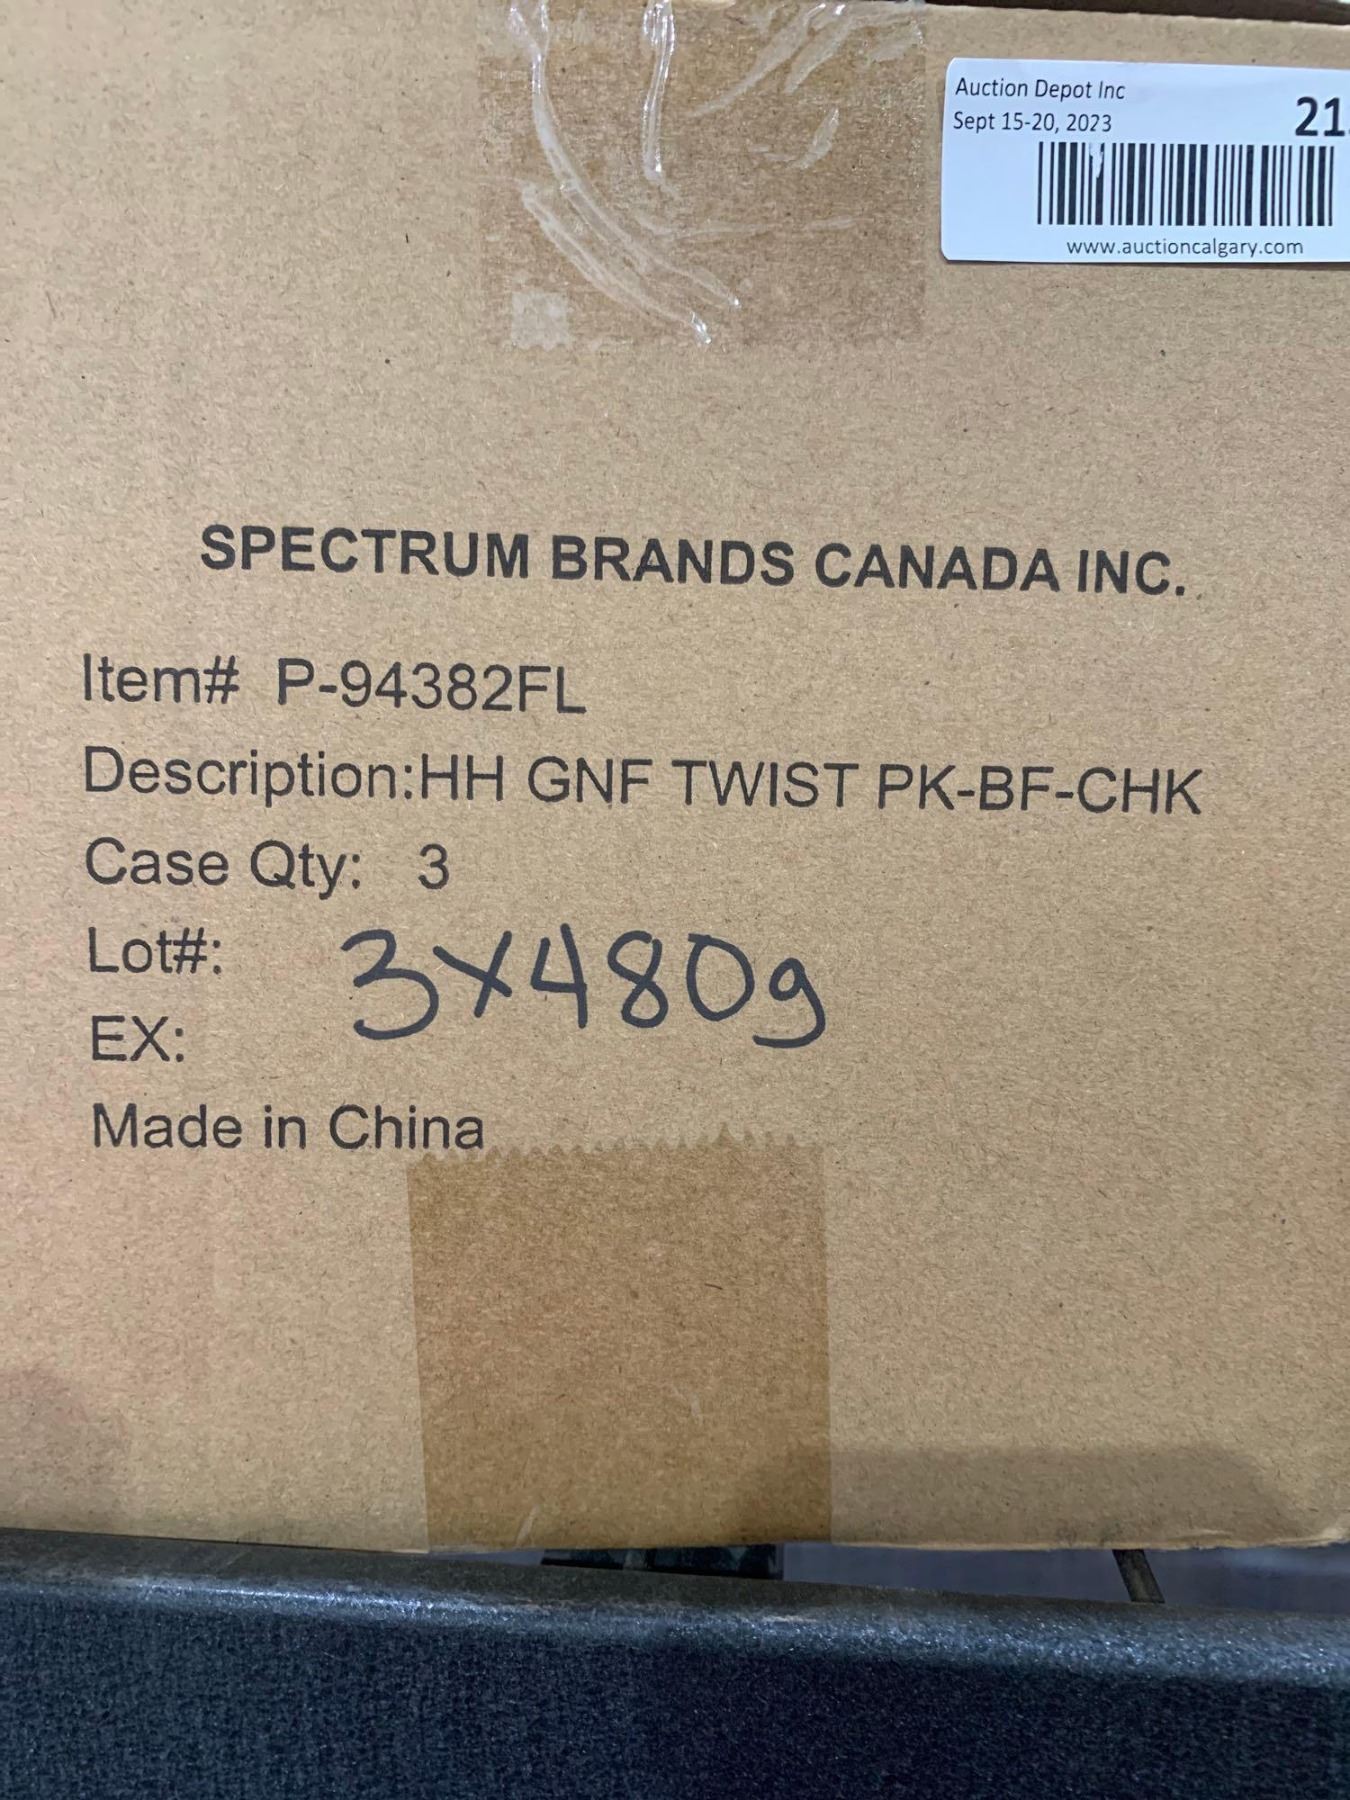 Auction Depot Inc
Sept 15-20, 2023
www.auctioncalgary.com
SPECTRUM BRANDS CANADA INC.
Item# P-94382FL
Description:HH GNF TWIST PK-BF-CHK
Case Qty: 3
Lot#:
3x480g
EX:
Made in China